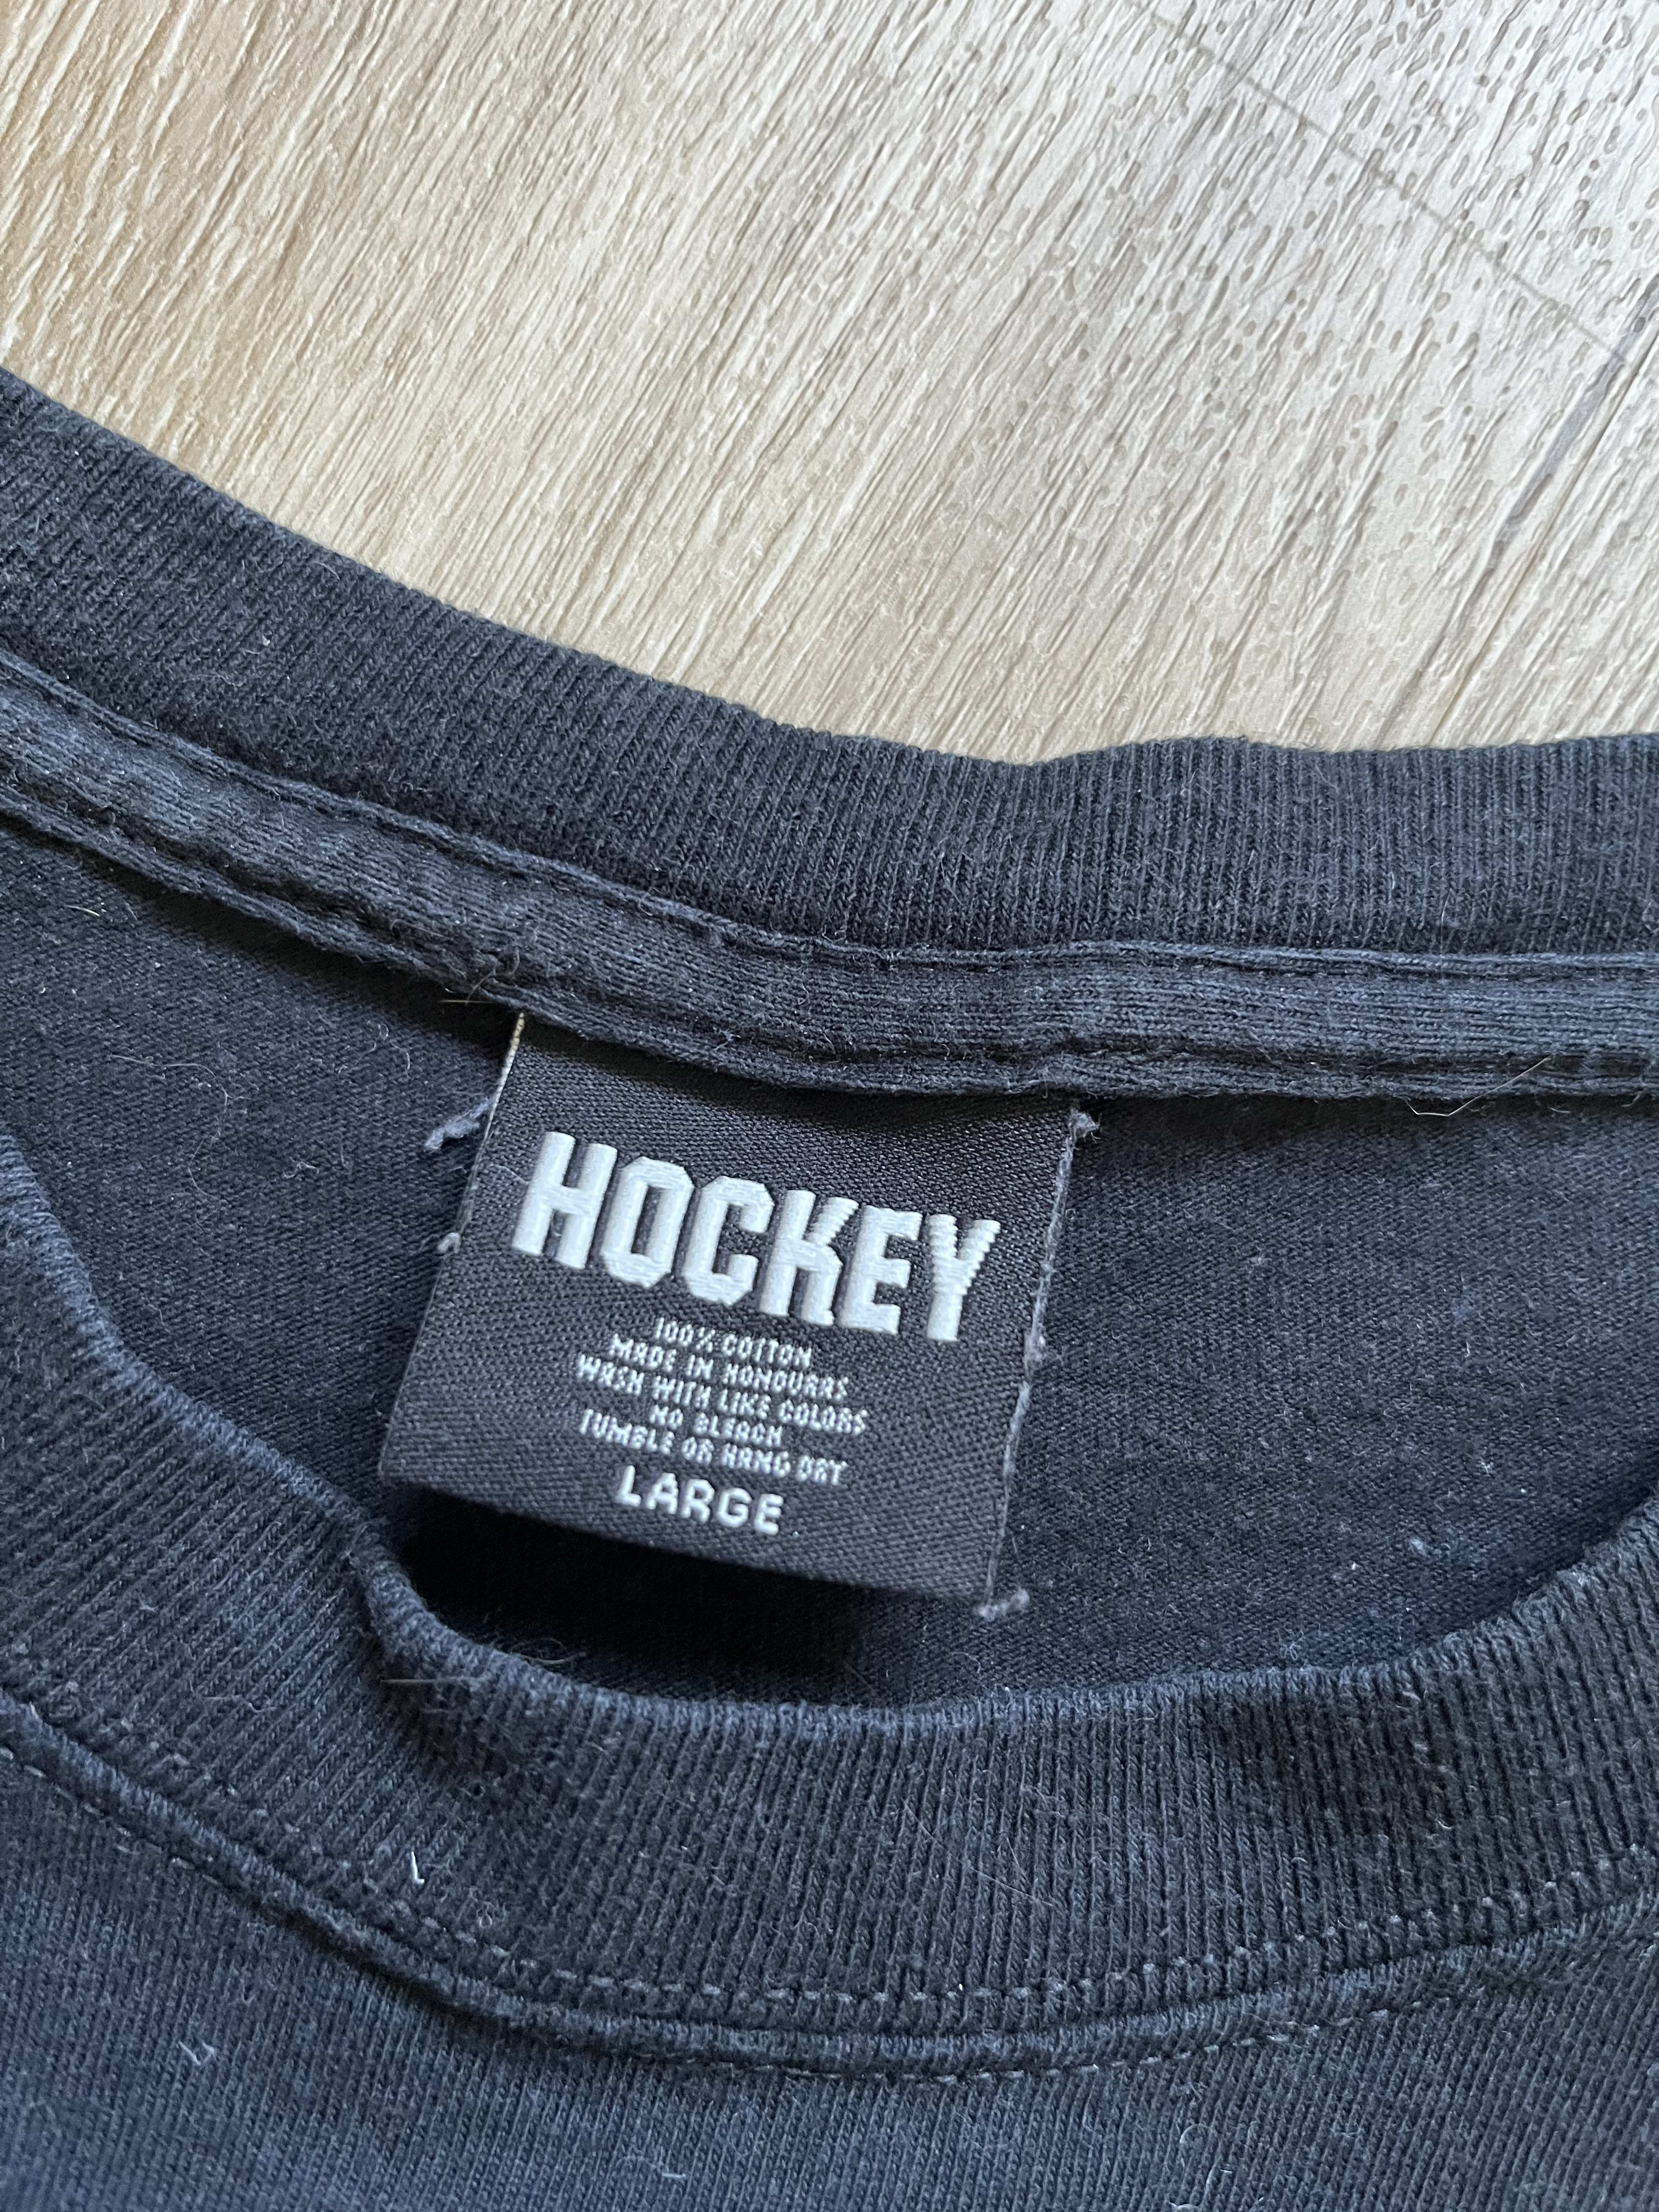 HOCKEY
100% COTTON
MADE IN HONDURAS
WASH WITH LIKE COLORS
NO BLEACH
TUMBLE OR HANG DRY
LARGE